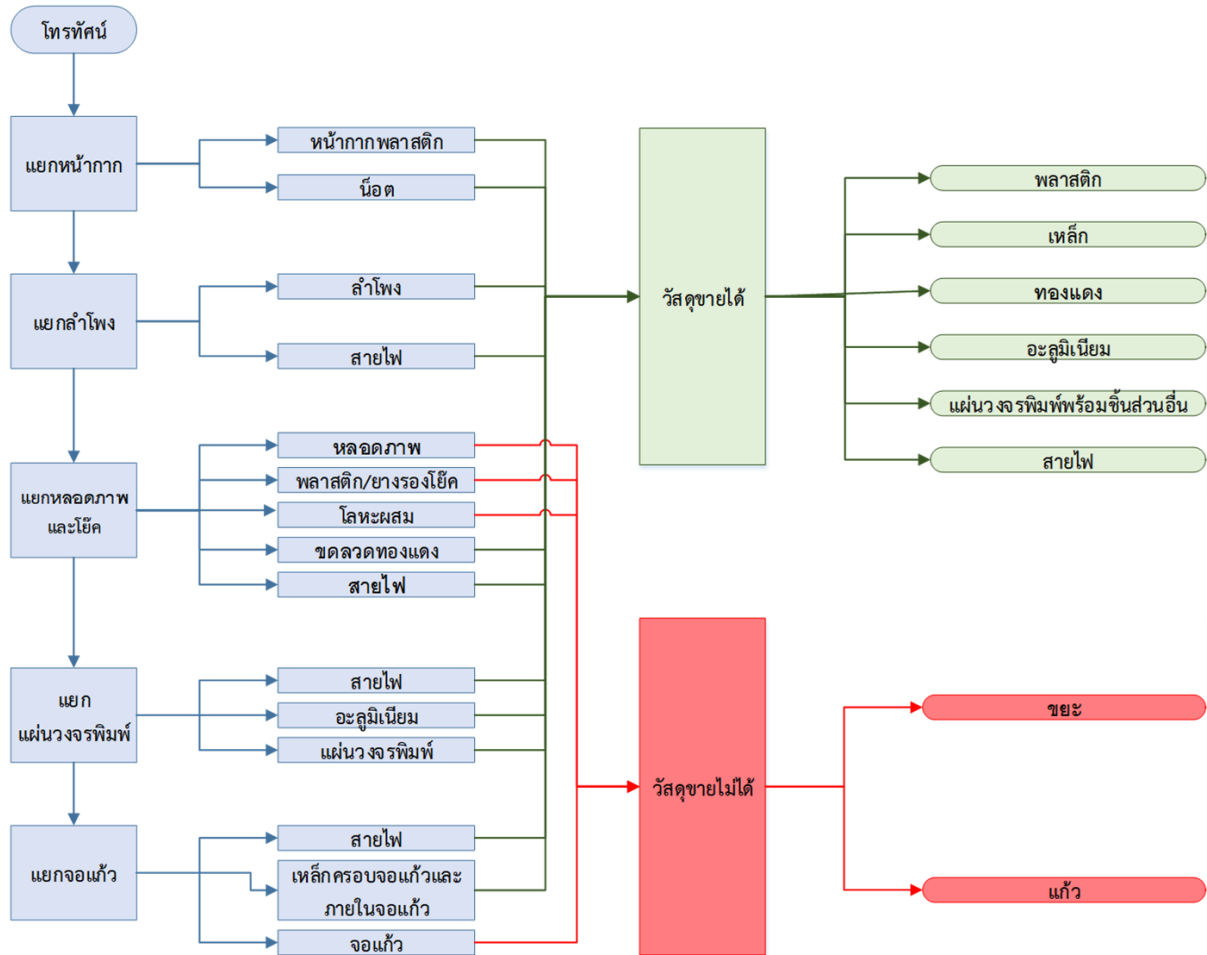 โทรทัศน์
แยกหน้ากาก
หน้ากากพลาสติก
น็อต
แยกลำโพง
ลำโพง
สายไฟ
แยกหลอดภาพ
และโย๊ค
หลอดภาพ
พลาสติก/ยางรองโย๊ค
โลหะผสม
ขดลวดทองแดง
สายไฟ
แยก
แผ่นวงจรพิมพ์
สายไฟ
อะลูมิเนียม
แผ่นวงจรพิมพ์
แยกจอแก้ว
สายไฟ
เหล็กครอบจอแก้วและ
ภายในจอแก้ว
จอแก้ว
วัสดุขายได้
พลาสติก
เหล็ก
ทองแดง
อะลูมิเนียม
แผ่นวงจรพิมพ์พร้อมชิ้นส่วนอื่น
สายไฟ
วัสดุขายไม่ได้
ขยะ
แก้ว